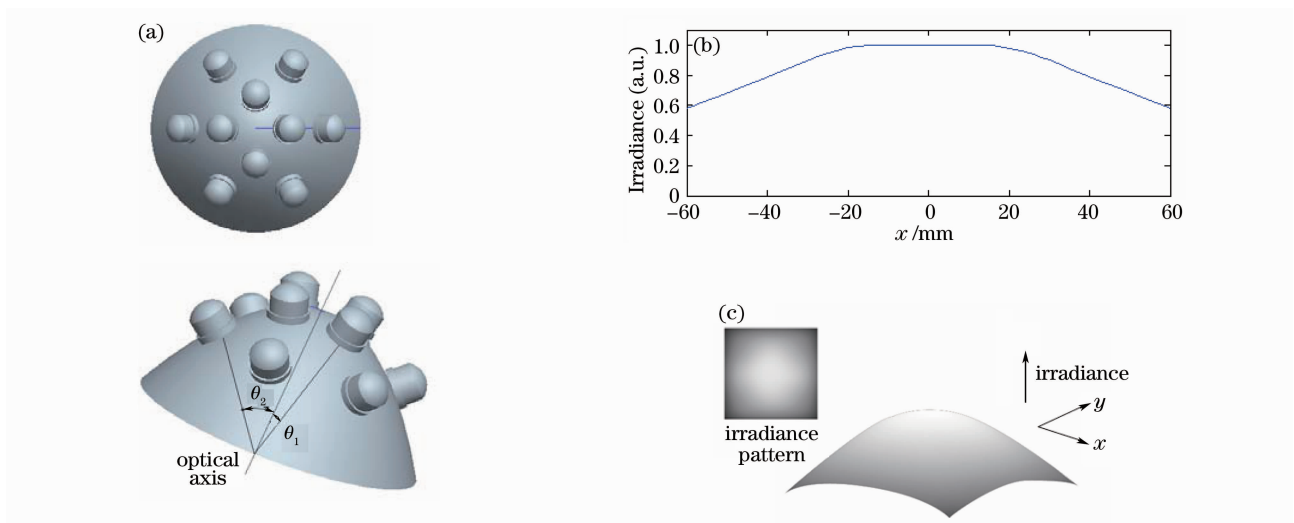 (a)
θ₂
θ₁
optical
axis
(b)
Irradiance (a.u.)
1.0
0.8
0.6
0.4
0.2
0
−60
−40
−20
0
20
40
60
x /mm
(c)
irradiance
pattern
irradiance
y
x